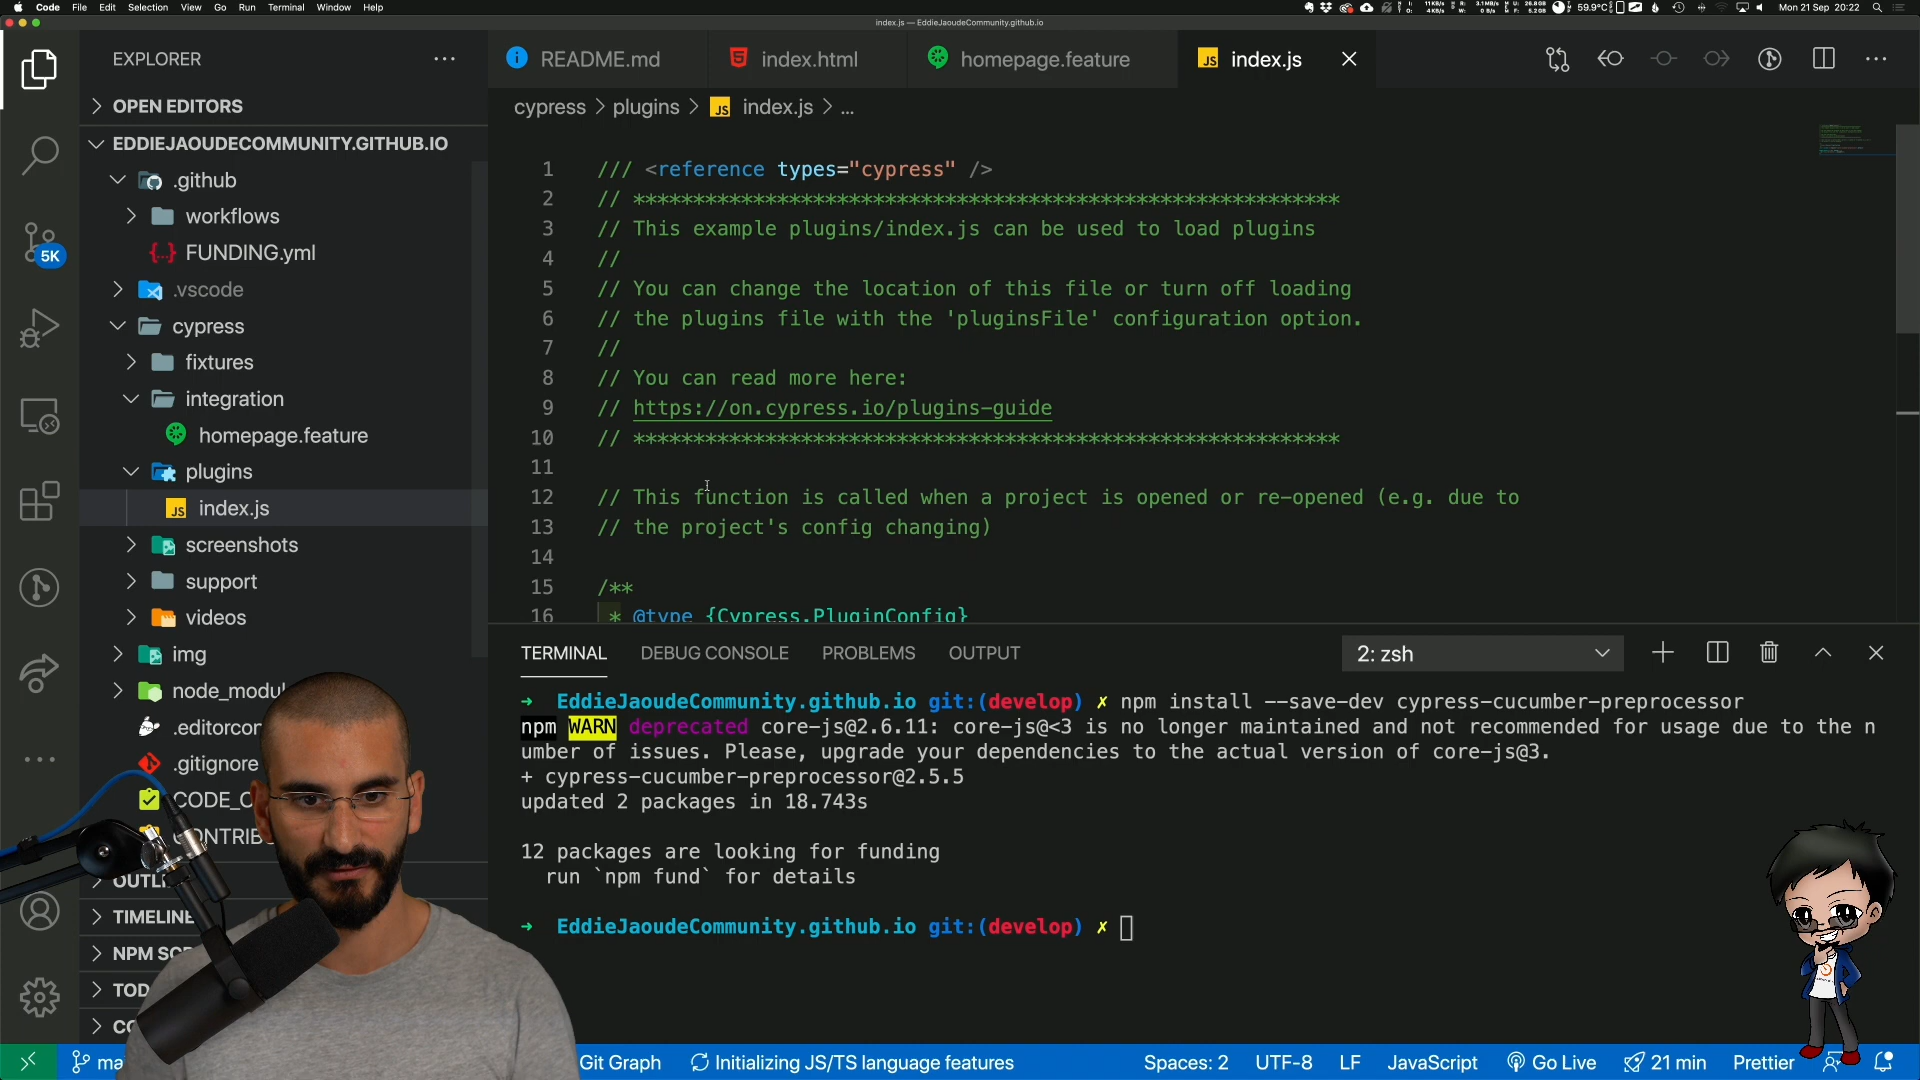 Code File Edit Selection View Go Run Terminal Window Help
59.9°C
Mon 21 Sep 20:22
index.js — EddieJaoudeCommunity.github.io
EXPLORER
OPEN EDITORS
EDDIEJAOUDECOMMUNITY.GITHUB.IO
.github
workflows
FUNDING.yml
.vscode
cypress
fixtures
integration
homepage.feature
plugins
index.js
screenshots
support
videos
img
node_modul
.editorcon
.gitignore
CODE_C
CONTRIB
OUTLI
TIMELINE
NPM SC
TOD
5K
README.md
index.html
homepage.feature
index.js
cypress > plugins > index.js > ...
1 /// <reference types="cypress" />
2 // ***********************************************************
3 // This example plugins/index.js can be used to load plugins
4 //
5 // You can change the location of this file or turn off loading
6 // the plugins file with the 'pluginsFile' configuration option.
7 //
8 // You can read more here:
9 // https://on.cypress.io/plugins-guide
10 // ***********************************************************
11
12 // This function is called when a project is opened or re-opened (e.g. due to
13 // the project's config changing)
14
15 /**
16 * @type {Cypress.PluginConfig}
TERMINAL DEBUG CONSOLE PROBLEMS OUTPUT
2: zsh
➜ EddieJaoudeCommunity.github.io git:(develop) ✗ npm install --save-dev cypress-cucumber-preprocessor
npm WARN deprecated core-js@2.6.11: core-js@<3 is no longer maintained and not recommended for usage due to the n
umber of issues. Please, upgrade your dependencies to the actual version of core-js@3.
+ cypress-cucumber-preprocessor@2.5.5
updated 2 packages in 18.743s
12 packages are looking for funding
run `npm fund` for details
➜ EddieJaoudeCommunity.github.io git:(develop) ✗
Git Graph
Initializing JS/TS language features
Spaces: 2
UTF-8
LF
JavaScript
Go Live
21 min
Prettier